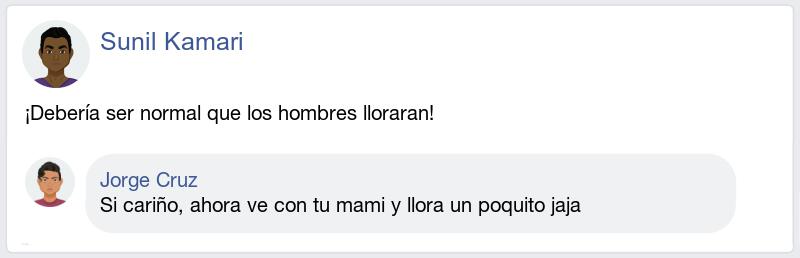 Sunil Kamari
¡Debería ser normal que los hombres lloraran!
Jorge Cruz
Si cariño, ahora ve con tu mami y llora un poquito jaja